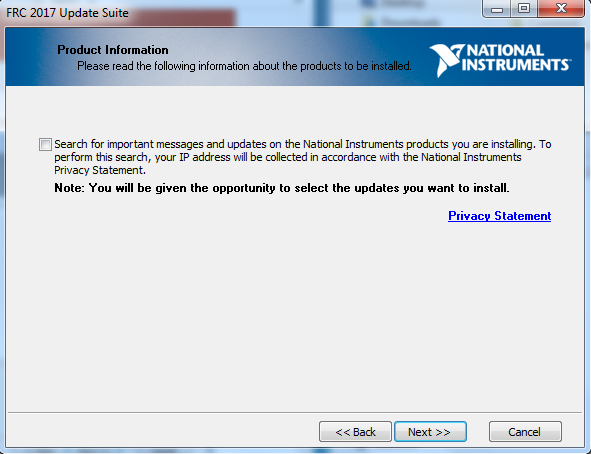 FRC 2017 Update Suite
Product Information
Please read the following information about the products to be installed.
NATIONAL
INSTRUMENTS
Search for important messages and updates on the National Instruments products you are installing. To
perform this search, your IP address will be collected in accordance with the National Instruments
Privacy Statement.
Note: You will be given the opportunity to select the updates you want to install.
Privacy Statement
<< Back
Next >>
Cancel